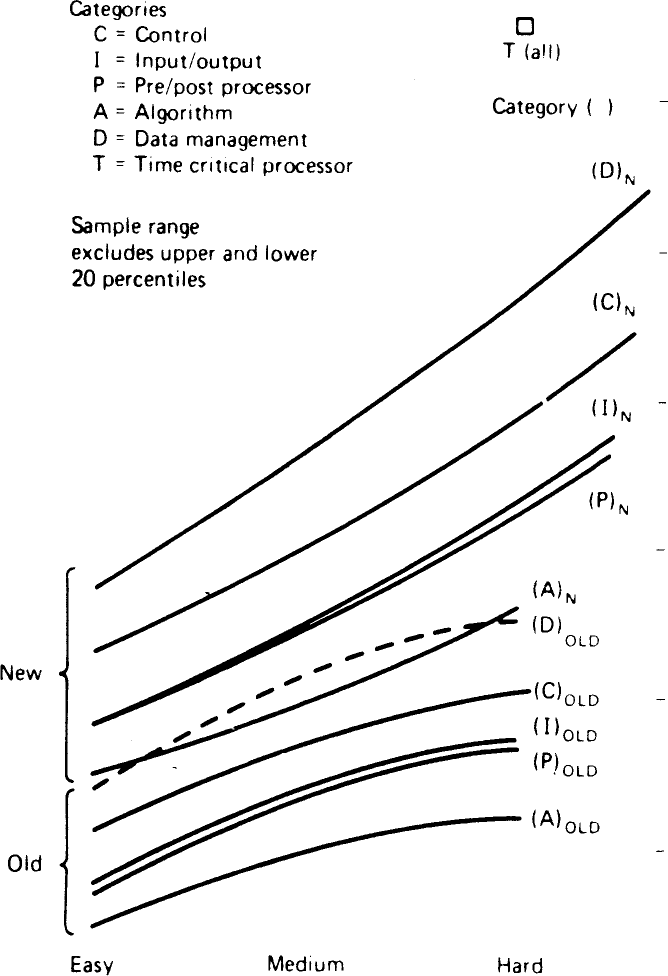 Categories
C = Control
I = Input/output
P = Pre/post processor
A = Algorithm
D = Data management
T = Time critical processor
T (all)
Category ( )
Sample range
excludes upper and lower
20 percentiles
(D)N
(C)N
(I)N
(P)N
(A)N
(D)OLD
(C)OLD
(I)OLD
(P)OLD
(A)OLD
New
Old
Easy Medium Hard